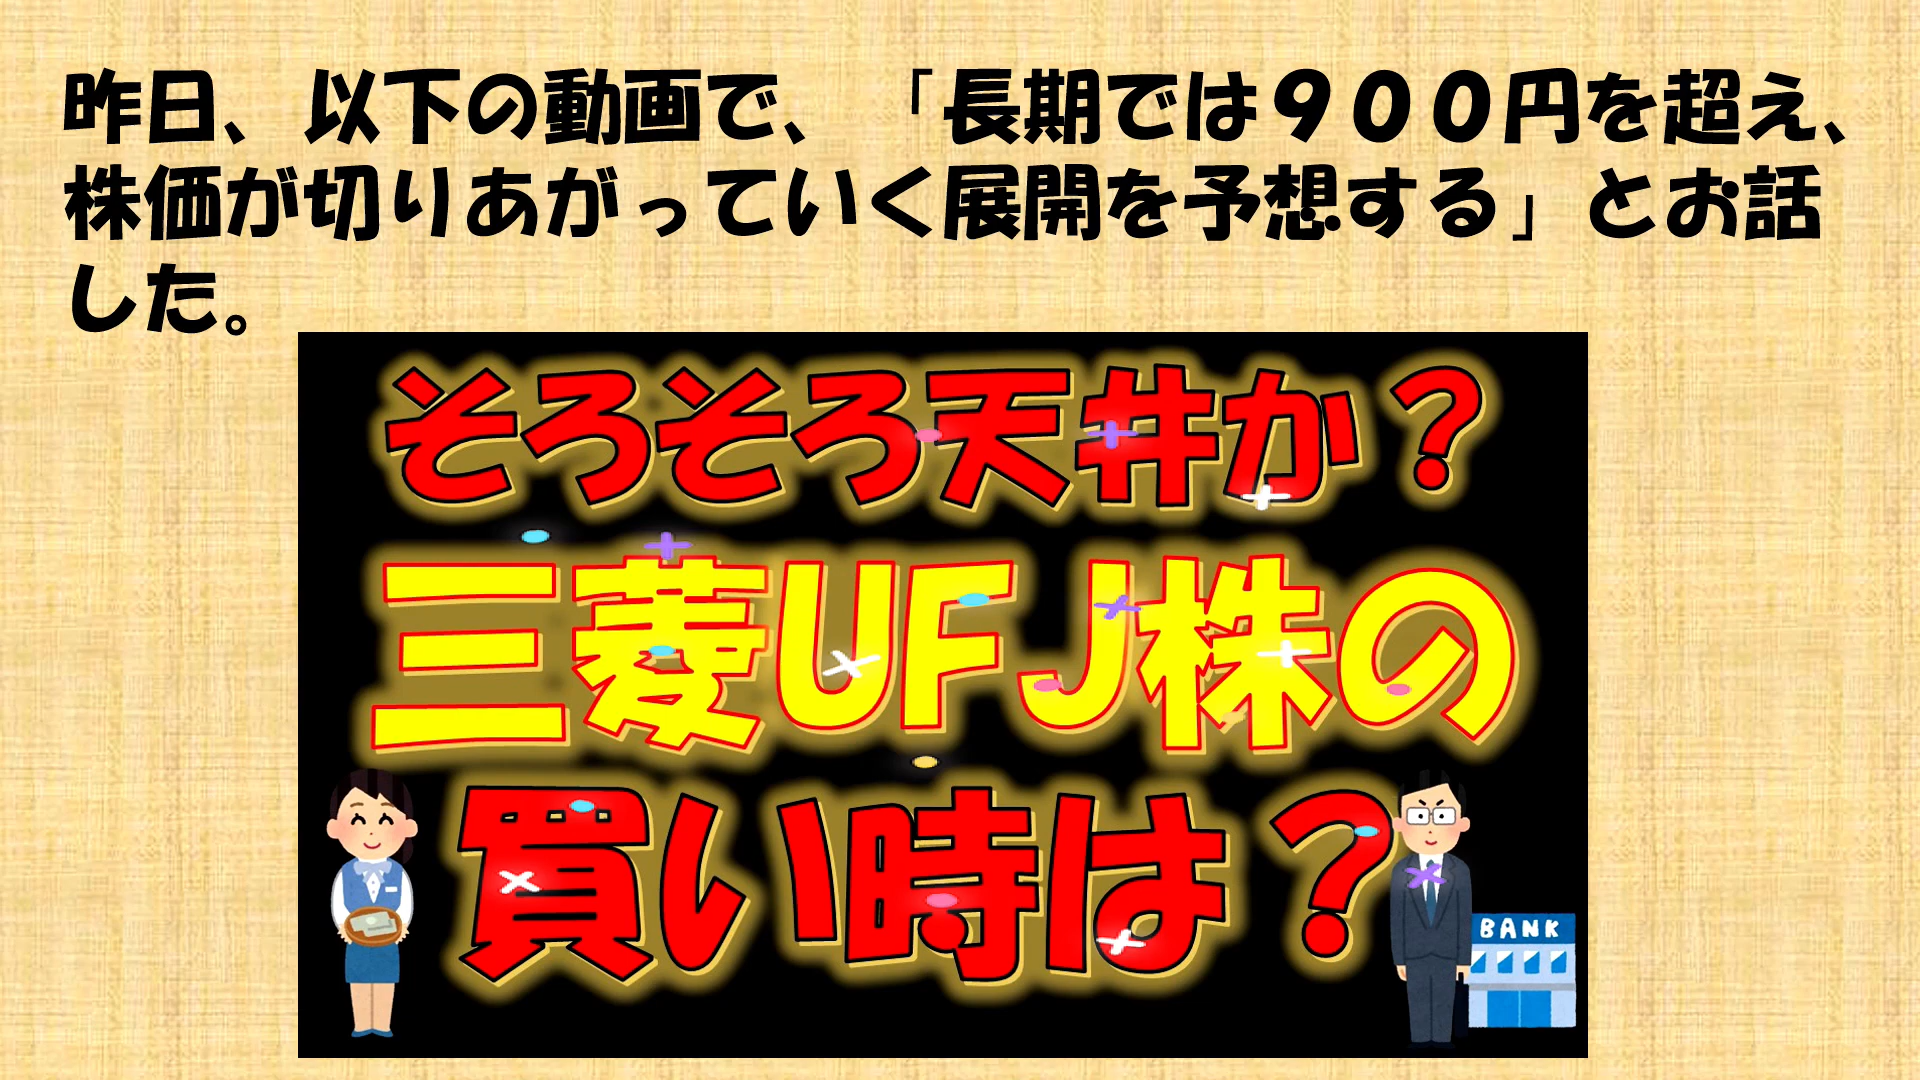 昨日、以下の動画で、「長期では９００円を超え、
株価が切りあがっていく展開を予想する」とお話
した。
そろそろ天井か？
三菱UFJ株の
買い時は？
BANK